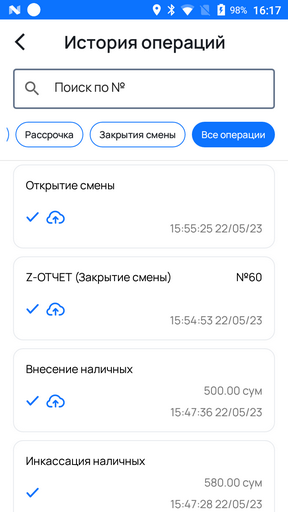 98% 16:17
История операций
Поиск по №
Рассрочка Закрытия смены Все операции
Открытие смены
15:55:25 22/05/23
Z-ОТЧЕТ (Закрытие смены) №60
15:54:53 22/05/23
Внесение наличных
500.00 сум
15:47:36 22/05/23
Инкассация наличных
580.00 сум
15:47:28 22/05/23